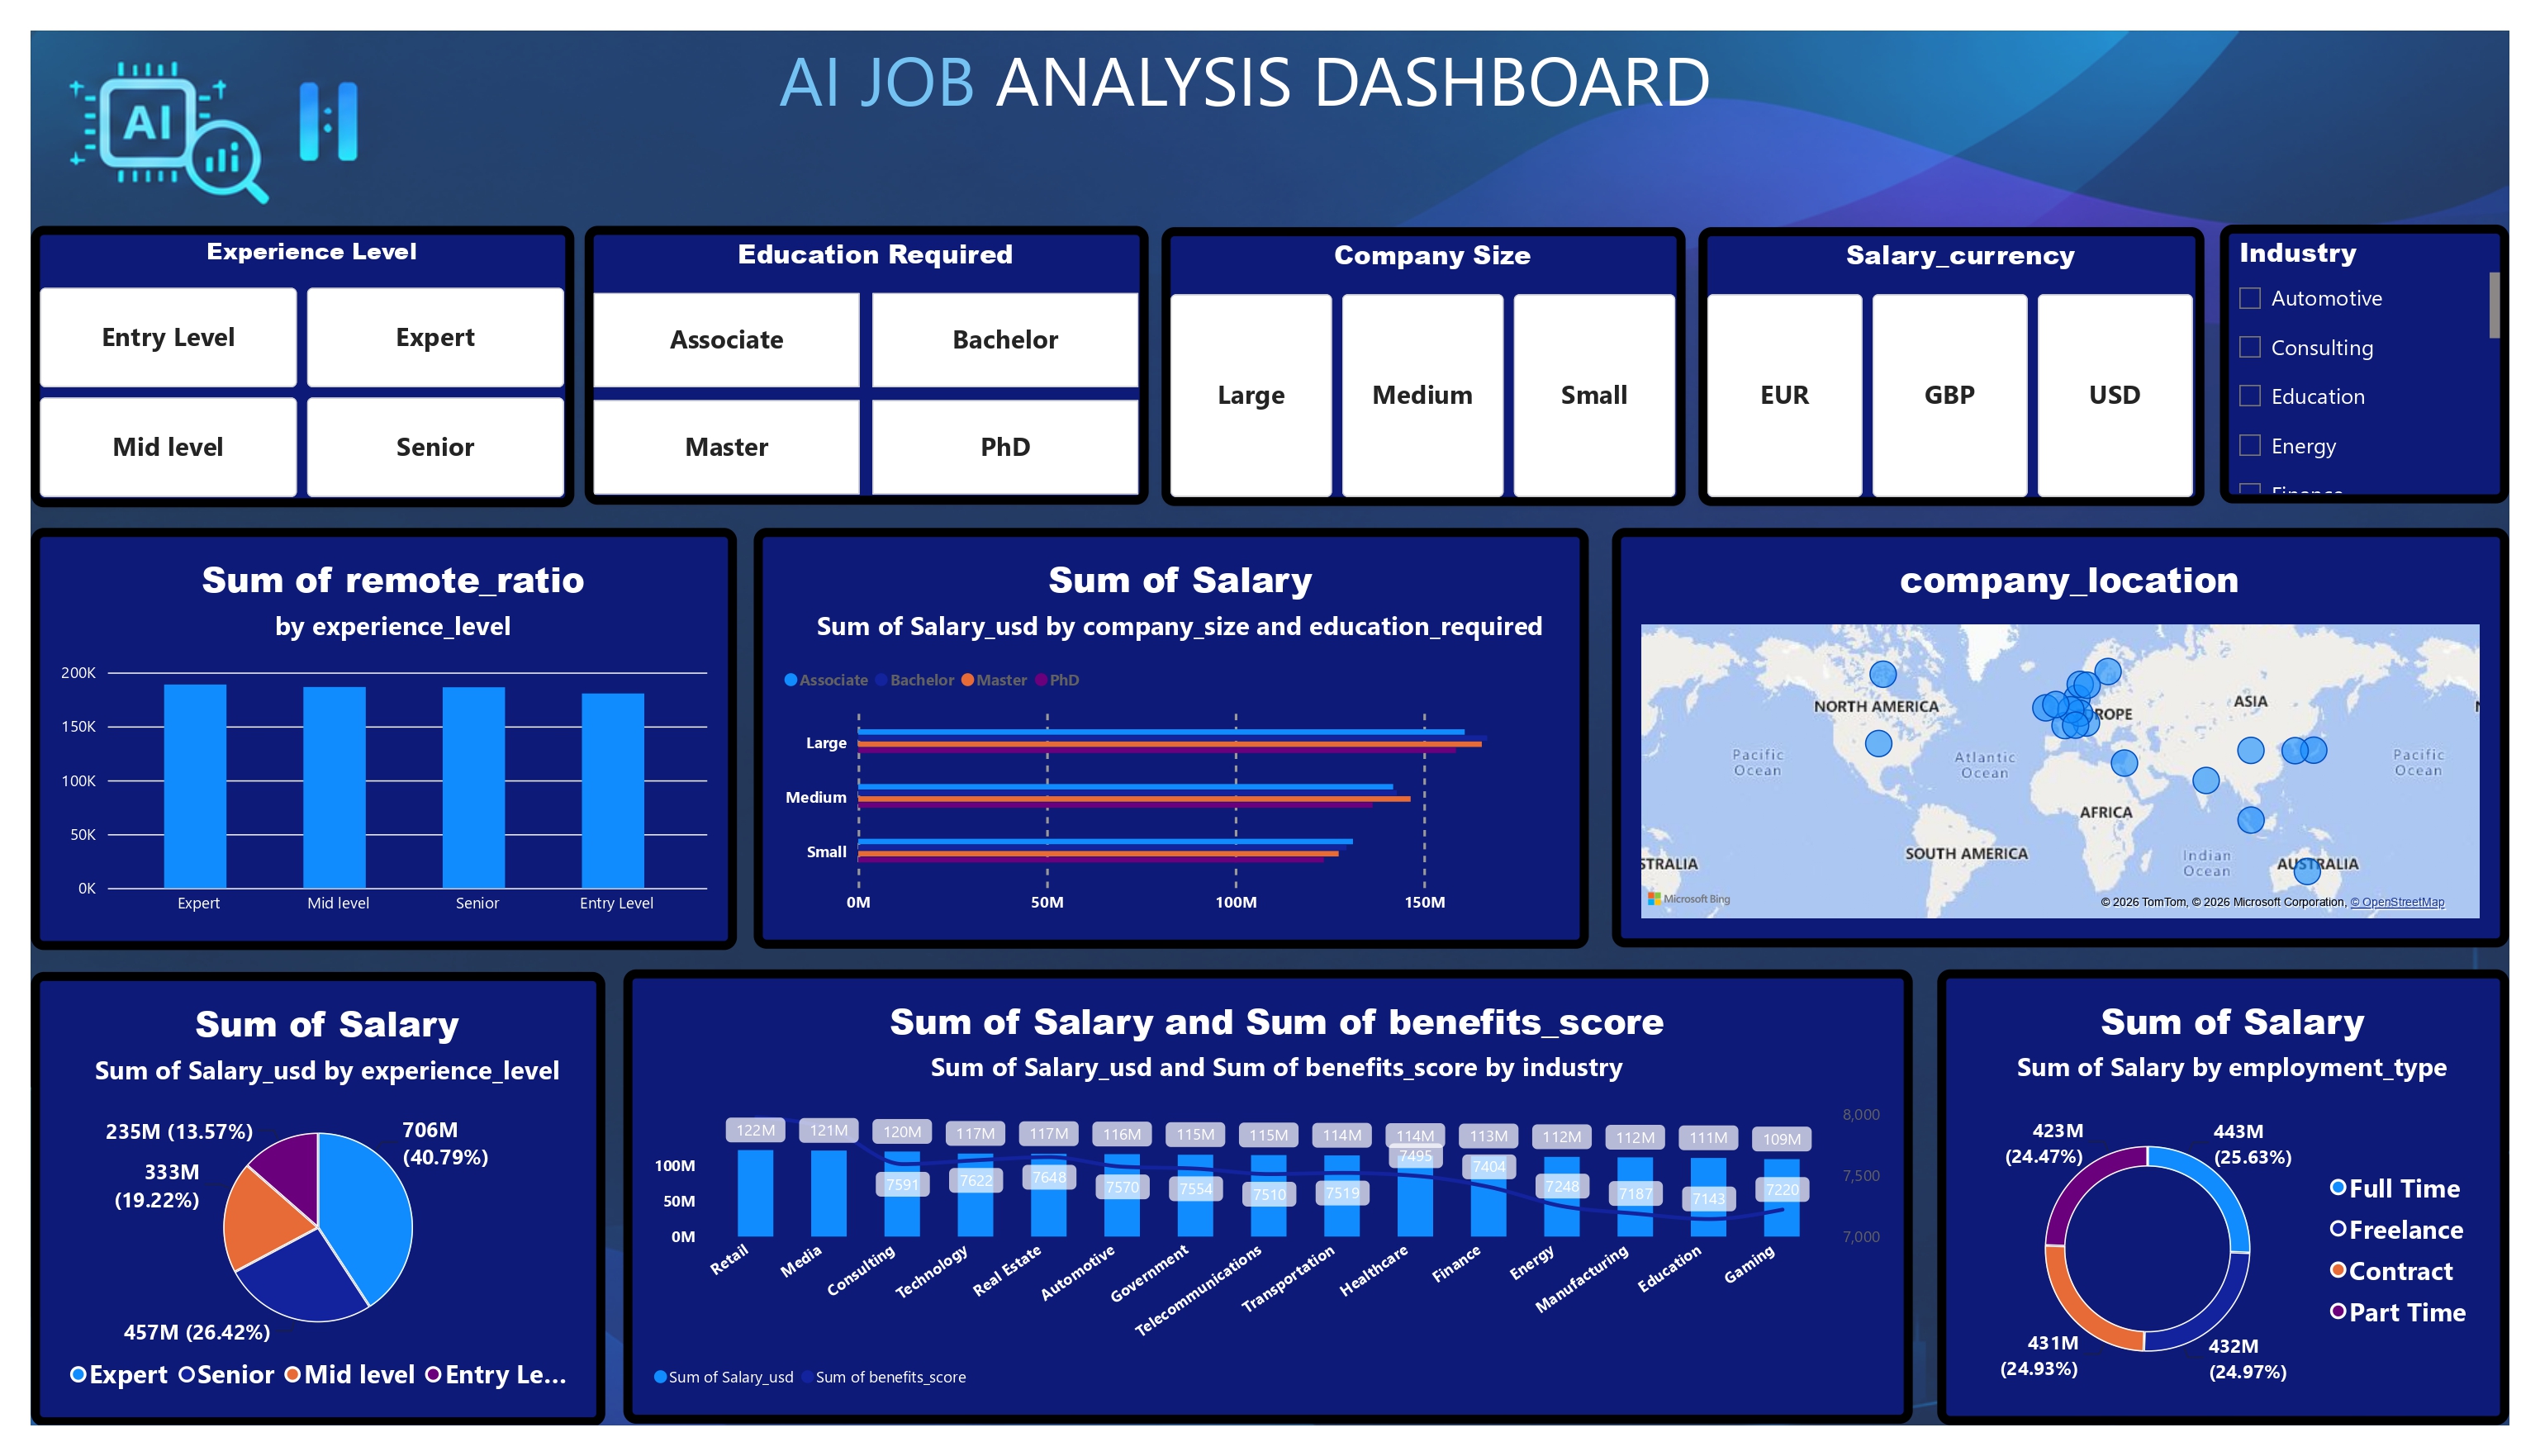 AI JOB ANALYSIS DASHBOARD
AI
Experience Level
Entry Level
Expert
Mid level
Senior
Education Required
Associate
Bachelor
Master
PhD
Company Size
Large
Medium
Small
Salary_currency
EUR
GBP
USD
Industry
Automotive
Consulting
Education
Energy
Sum of remote_ratio
by experience_level
200K
150K
100K
50K
0K
Expert
Mid level
Senior
Entry Level
Sum of Salary
Sum of Salary_usd by company_size and education_required
Associate Bachelor Master PhD
Large
Medium
Small
0M
50M
100M
150M
company_location
NORTH AMERICA
ROPE
ASIA
Pacific
Ocean
Atlantic
Ocean
Pacific
Ocean
AFRICA
SOUTH AMERICA
Indian
Ocean
STRALIA
AUSTRALIA
Microsoft Bing
© 2026 TomTom, © 2026 Microsoft Corporation, © OpenStreetMap
Sum of Salary
Sum of Salary_usd by experience_level
235M (13.57%)
706M
(40.79%)
333M
(19.22%)
457M (26.42%)
Expert Senior Mid level Entry Le...
Sum of Salary and Sum of benefits_score
Sum of Salary_usd and Sum of benefits_score by industry
122M 121M 120M 117M 117M 116M 115M 115M 114M 114M 113M 112M 112M 111M 109M
7591 7622 7648 7570 7554 7510 7519 7495 7404 7248 7187 7143 7220
100M
50M
0M
8,000
7,500
7,000
Retail
Media
Consulting
Technology
Real Estate
Automotive
Government
Telecommunications
Transportation
Healthcare
Finance
Energy
Manufacturing
Education
Gaming
Sum of Salary_usd Sum of benefits_score
Sum of Salary
Sum of Salary by employment_type
423M
(24.47%)
443M
(25.63%)
431M
(24.93%)
432M
(24.97%)
Full Time
Freelance
Contract
Part Time